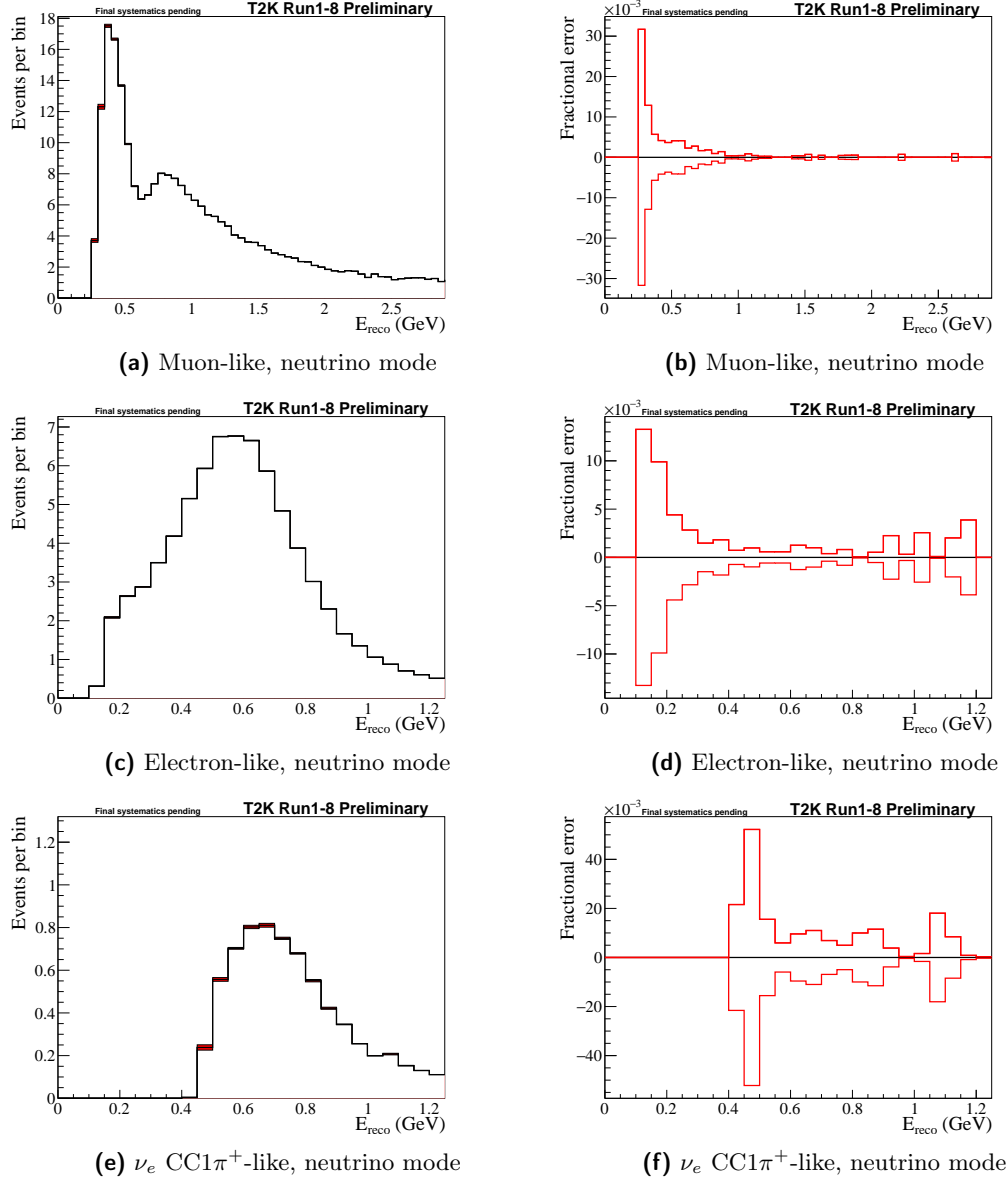 Final systematics pending T2K Run1-8 Preliminary
Events per bin
18
16
14
12
10
8
6
4
2
0
0 0.5 1 1.5 2 2.5
E_reco (GeV)
(a) Muon-like, neutrino mode
×10⁻³ Final systematics pending T2K Run1-8 Preliminary
Fractional error
30
20
10
0
−10
−20
−30
0 0.5 1 1.5 2 2.5
E_reco (GeV)
(b) Muon-like, neutrino mode
Final systematics pending T2K Run1-8 Preliminary
Events per bin
7
6
5
4
3
2
1
0
0 0.2 0.4 0.6 0.8 1 1.2
E_reco (GeV)
(c) Electron-like, neutrino mode
×10⁻³ Final systematics pending T2K Run1-8 Preliminary
Fractional error
10
5
0
−5
−10
0 0.2 0.4 0.6 0.8 1 1.2
E_reco (GeV)
(d) Electron-like, neutrino mode
Final systematics pending T2K Run1-8 Preliminary
Events per bin
1.2
1
0.8
0.6
0.4
0.2
0
0 0.2 0.4 0.6 0.8 1 1.2
E_reco (GeV)
(e) ν_e CC1π⁺-like, neutrino mode
×10⁻³ Final systematics pending T2K Run1-8 Preliminary
Fractional error
40
20
0
−20
−40
0 0.2 0.4 0.6 0.8 1 1.2
E_reco (GeV)
(f) ν_e CC1π⁺-like, neutrino mode